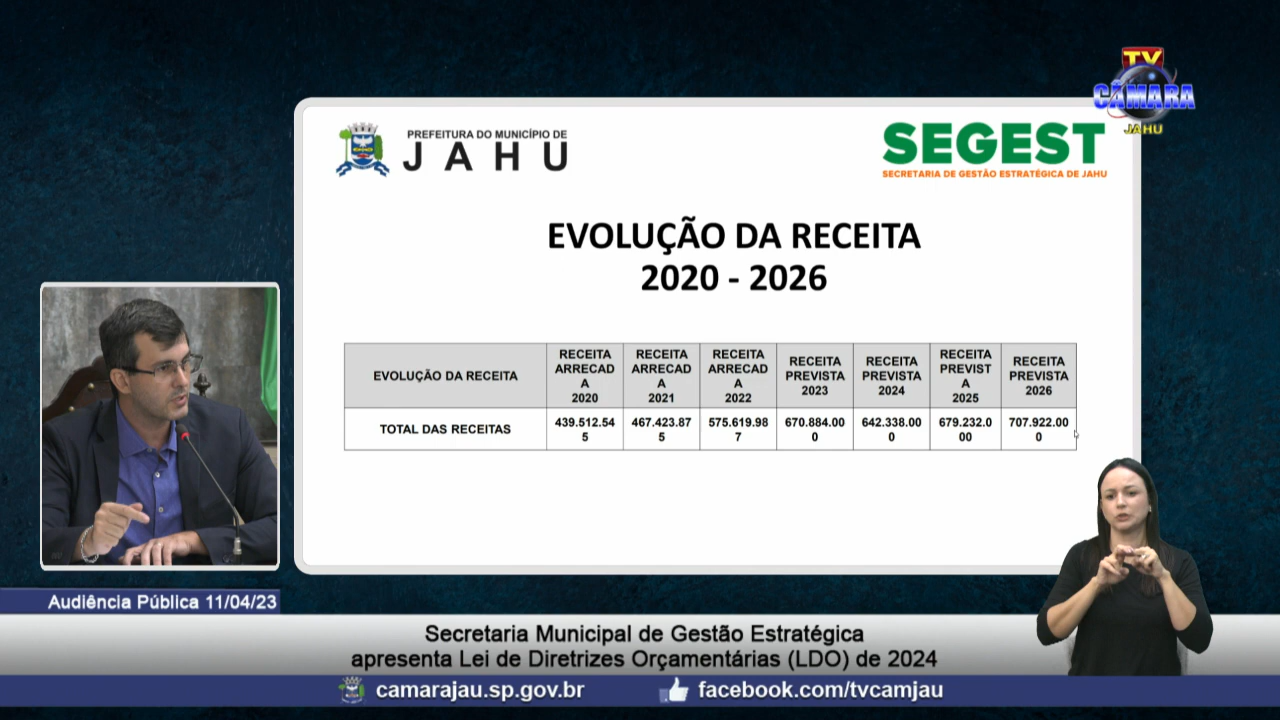 TV
CÂMARA
JAHU
PREFEITURA DO MUNICÍPIO DE
JAHU
SEGEST
SECRETARIA DE GESTÃO ESTRATÉGICA DE JAHU
EVOLUÇÃO DA RECEITA
2020 - 2026
EVOLUÇÃO DA RECEITA
RECEITA
ARRECAD
A
2020
RECEITA
ARRECAD
A
2021
RECEITA
ARRECAD
A
2022
RECEITA
PREVISTA
2023
RECEITA
PREVISTA
2024
RECEITA
PREVIST
A
2025
RECEITA
PREVISTA
2026
TOTAL DAS RECEITAS
439.512.54
5
467.423.87
5
575.619.98
7
670.884.00
0
642.338.00
0
679.232.0
00
707.922.00
0
Audiência Pública 11/04/23
Secretaria Municipal de Gestão Estratégica
apresenta Lei de Diretrizes Orçamentárias (LDO) de 2024
camarajau.sp.gov.br
facebook.com/tvcamjau